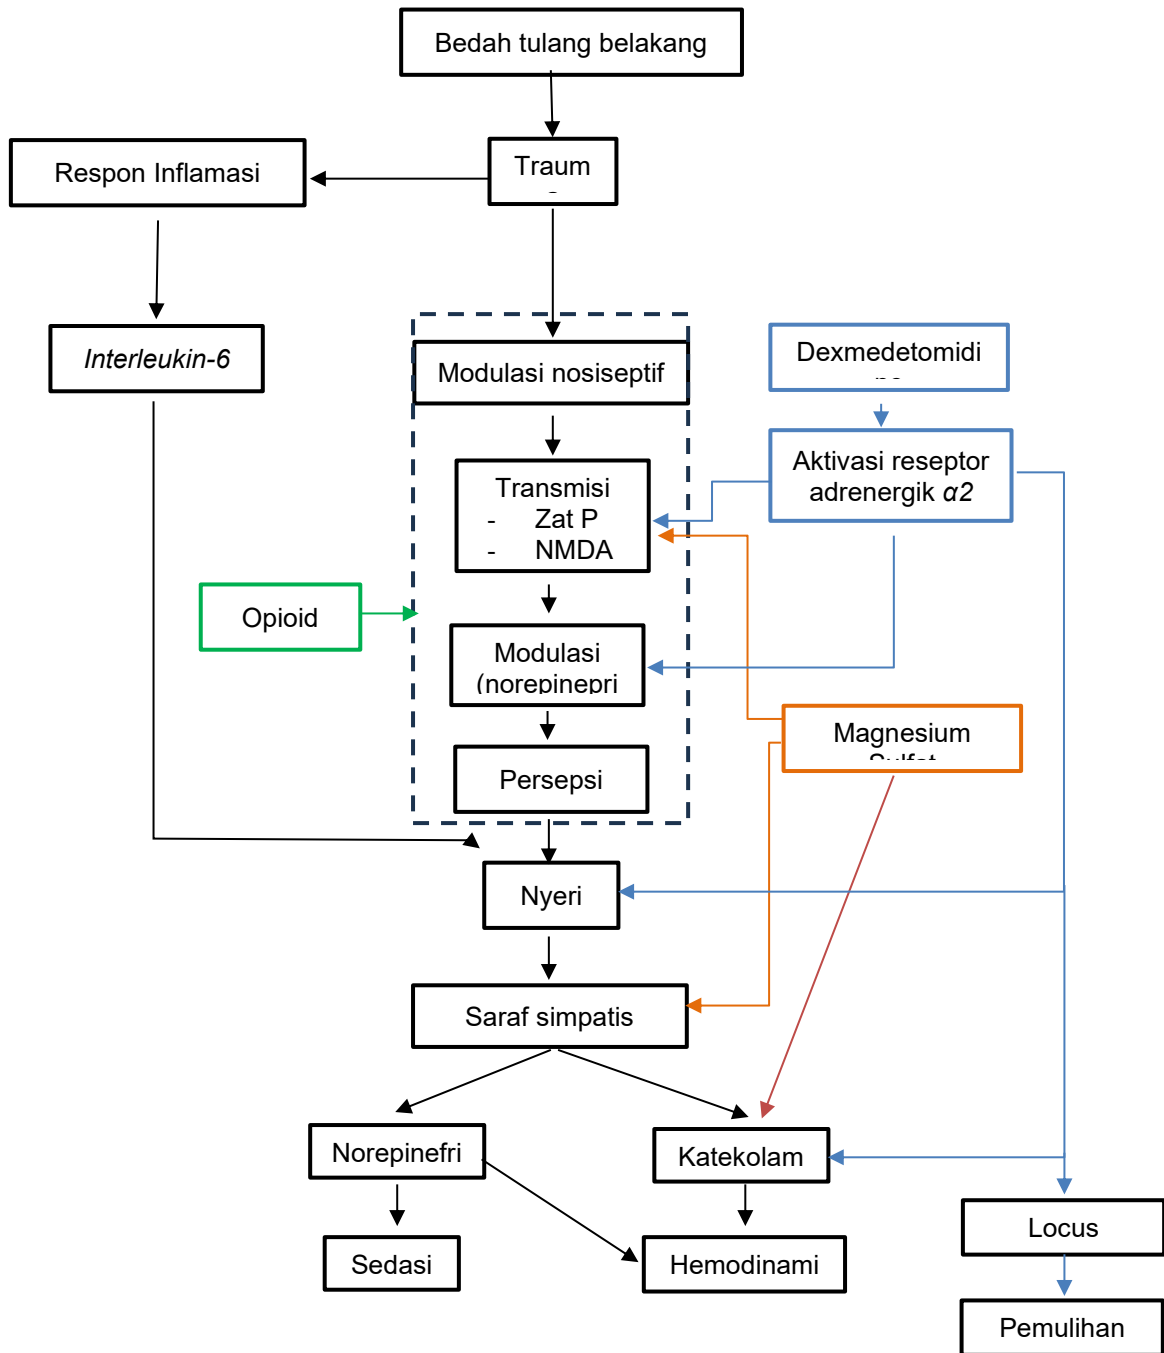 Bedah tulang belakang
Respon Inflamasi
Traum
Interleukin-6
Modulasi nosiseptif
Dexmedetomidi
Transmisi
- Zat P
- NMDA
Aktivasi reseptor
adrenergik α2
Opioid
Modulasi
(norepinepri
Magnesium
Sulfat
Persepsi
Nyeri
Saraf simpatis
Norepinefri
Katekolam
Locus
Sedasi
Hemodinami
Pemulihan